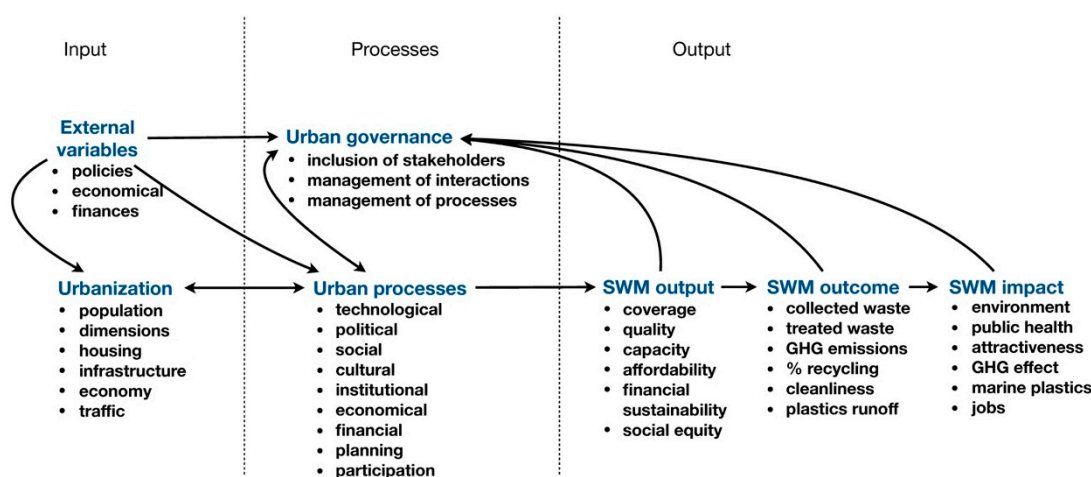 Input
Processes
Output
External
variables
• policies
• economical
• finances
Urban governance
• inclusion of stakeholders
• management of interactions
• management of processes
Urbanization
• population
• dimensions
• housing
• infrastructure
• economy
• traffic
Urban processes
• technological
• political
• social
• cultural
• institutional
• economical
• financial
• planning
• participation
SWM output
• coverage
• quality
• capacity
• affordability
• financial
sustainability
• social equity
SWM outcome
• collected waste
• treated waste
• GHG emissions
• % recycling
• cleanliness
• plastics runoff
SWM impact
• environment
• public health
• attractiveness
• GHG effect
• marine plastics
• jobs